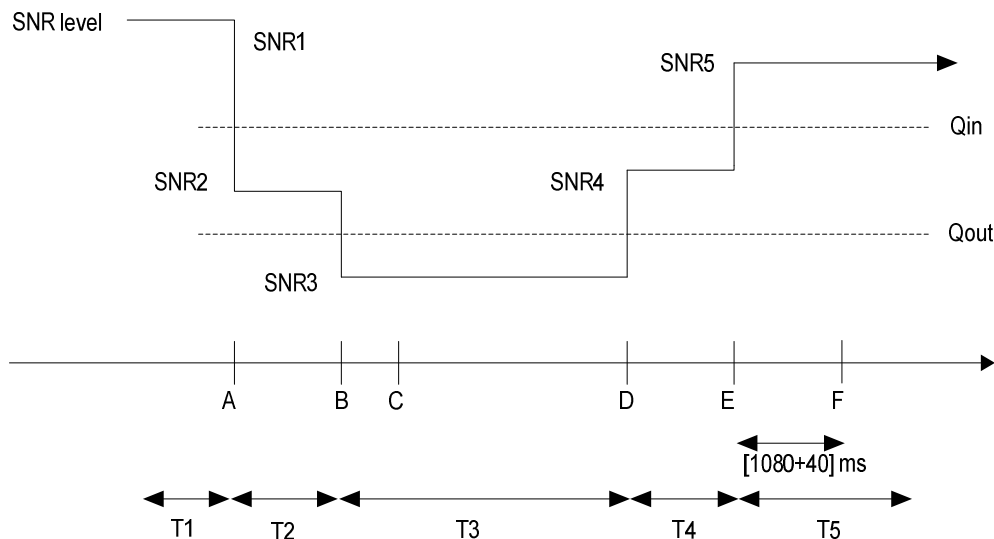 SNR level
SNR1
SNR5
Qin
SNR2
SNR4
Qout
SNR3
A B C D E F
[1080+40] ms
T1 T2 T3 T4 T5